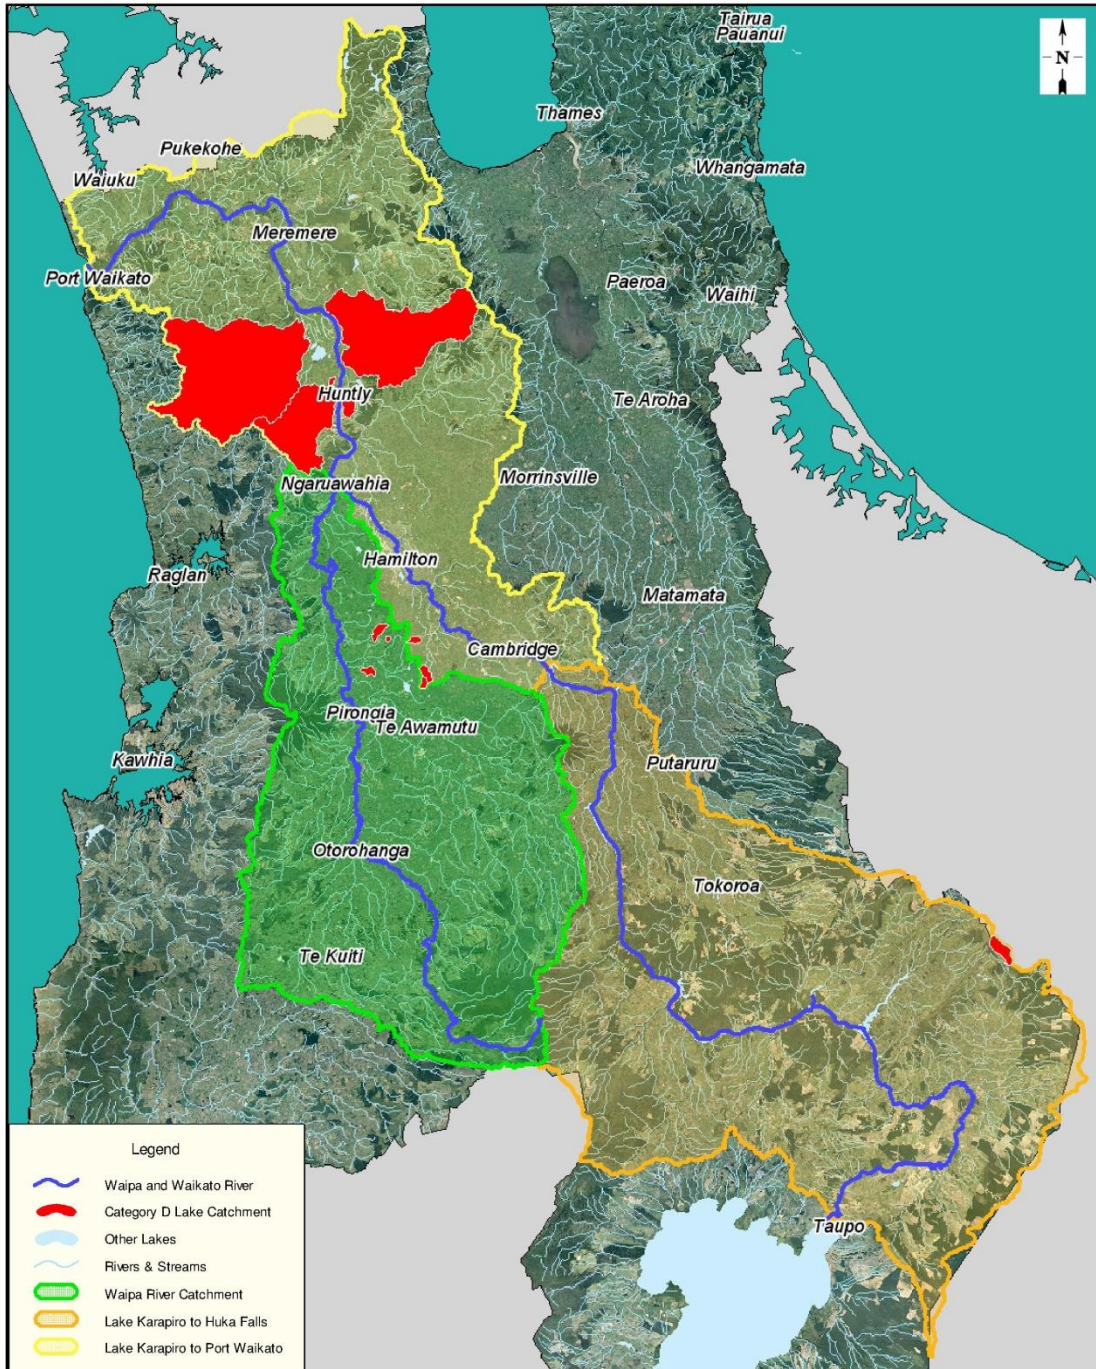 Tairua
Pauanui
N
Thames
Pukekohe
Whangamata
Waiuku
Meremere
Port Waikato
Paeroa
Waihi
Huntly
Te Aroha
Ngaruawahia
Morrinsville
Hamilton
Raglan
Matamata
Cambridge
Pirongia
Te Awamutu
Kawhia
Putaruru
Otorohanga
Tokoroa
Te Kuiti
Taupo
Legend
Waipa and Waikato River
Category D Lake Catchment
Other Lakes
Rivers & Streams
Waipa River Catchment
Lake Karapiro to Huka Falls
Lake Karapiro to Port Waikato